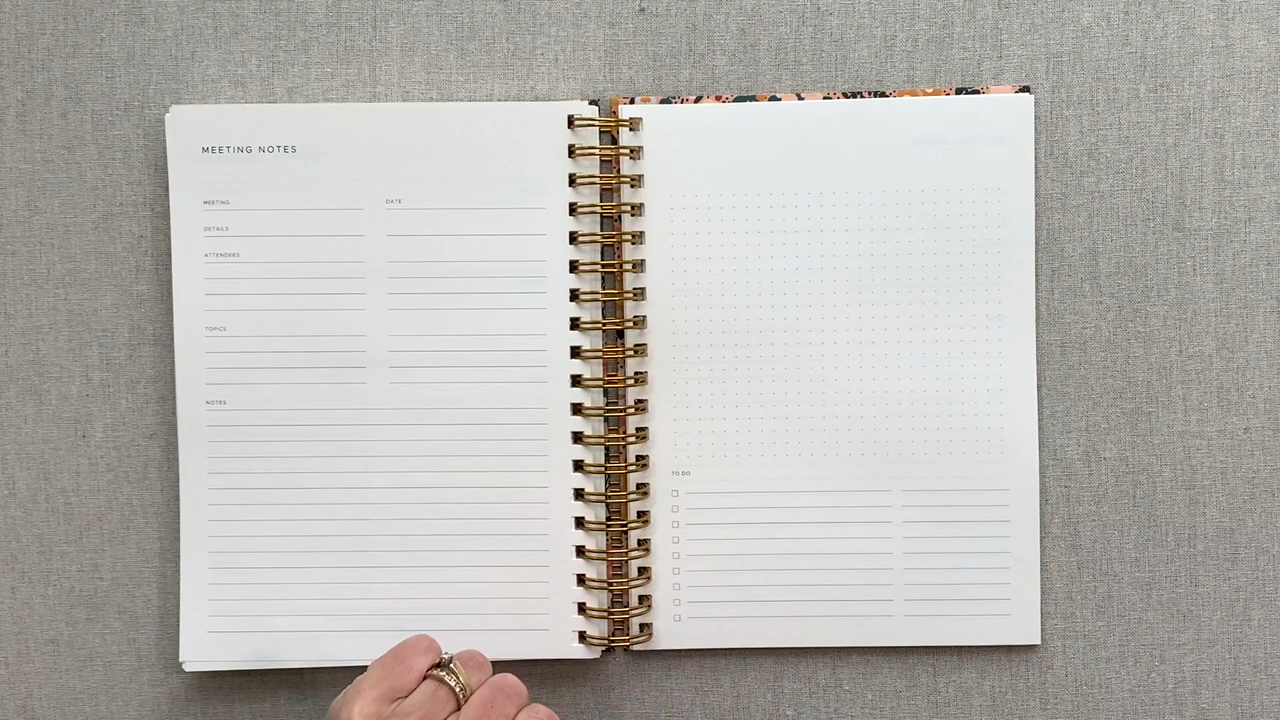 MEETING NOTES
MEETING DATE
DETAILS
ATTENDEES
TOPICS
NOTES
TO DO